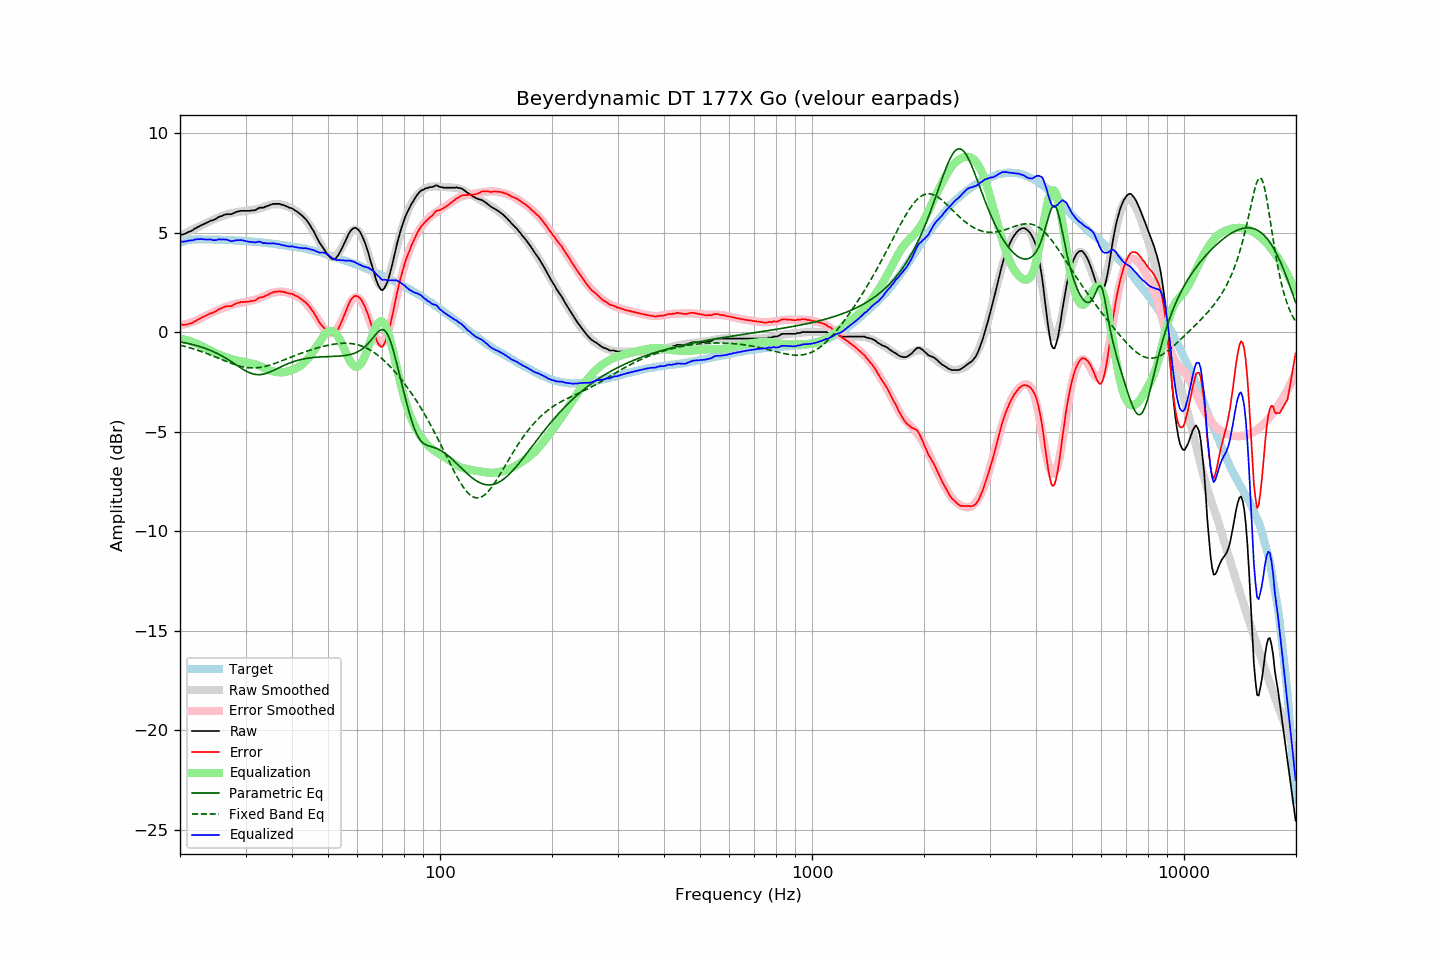 Beyerdynamic DT 177X Go (velour earpads)
10
5
0
−5
−10
−15
−20
−25
Amplitude (dBr)
Target
Raw Smoothed
Error Smoothed
Raw
Error
Equalization
Parametric Eq
Fixed Band Eq
Equalized
100
1000
10000
Frequency (Hz)